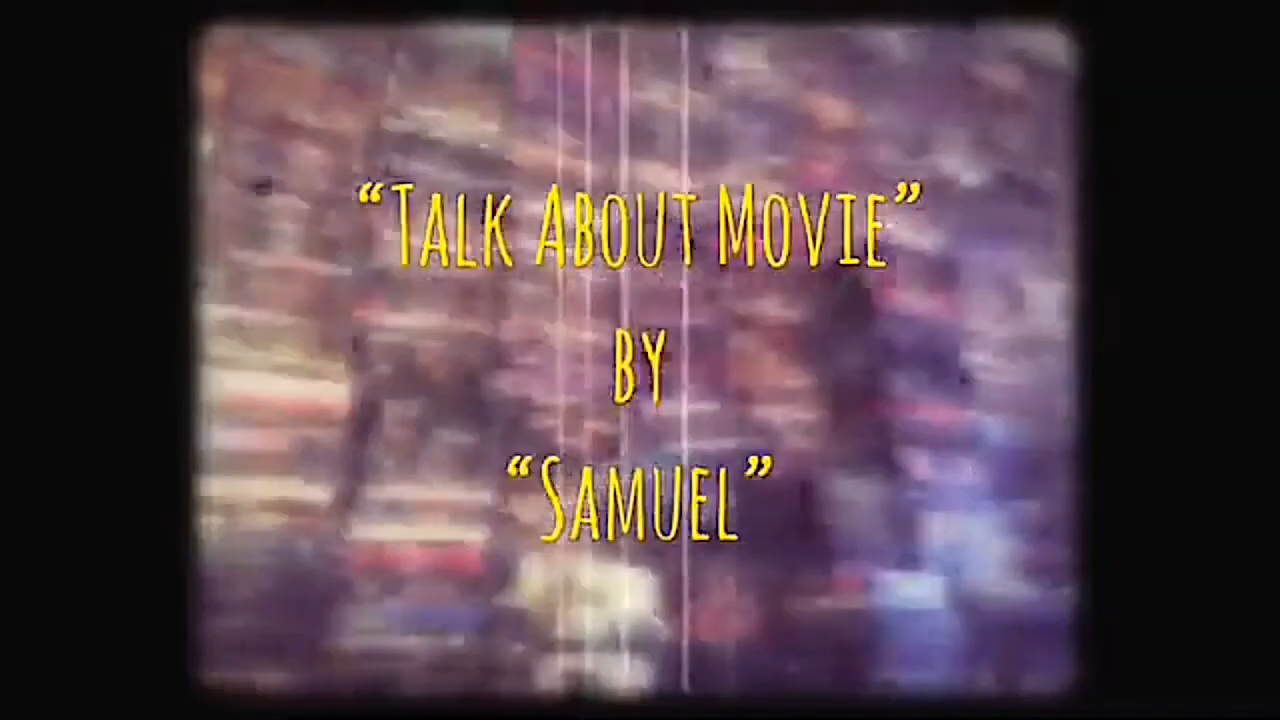 “Talk About Movie”
by
“Samuel”